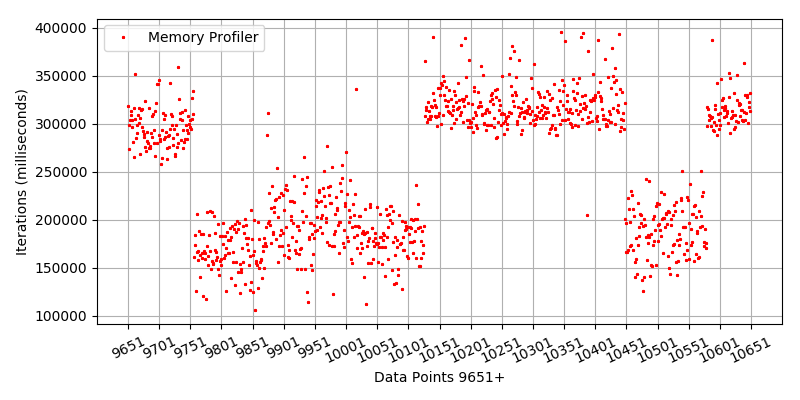 Memory Profiler
400000
350000
300000
250000
200000
150000
100000
Iterations (milliseconds)
9651 9701 9751 9801 9851 9901 9951 10001 10051 10101 10151 10201 10251 10301 10351 10401 10451 10501 10551 10601 10651
Data Points 9651+